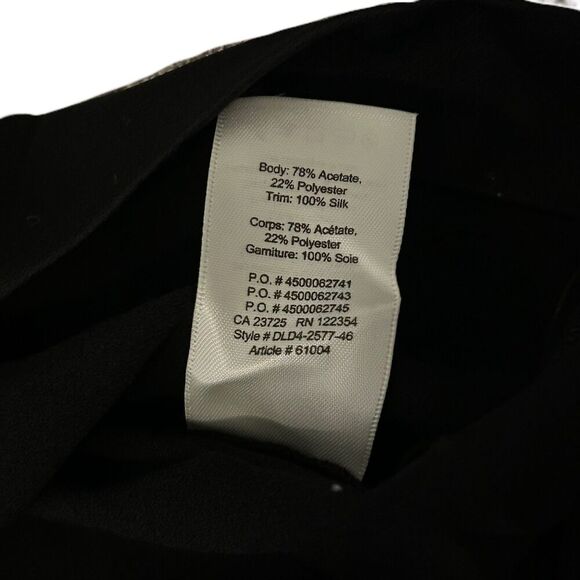 Body: 78% Acetate,
22% Polyester
Trim: 100% Silk
Corps: 78% Acétate,
22% Polyester
Garniture: 100% Soie
P.O. # 4500062741
P.O. # 4500062743
P.O. # 4500062745
CA 23725 RN 122354
Style # DLD4-2577-46
Article # 61004